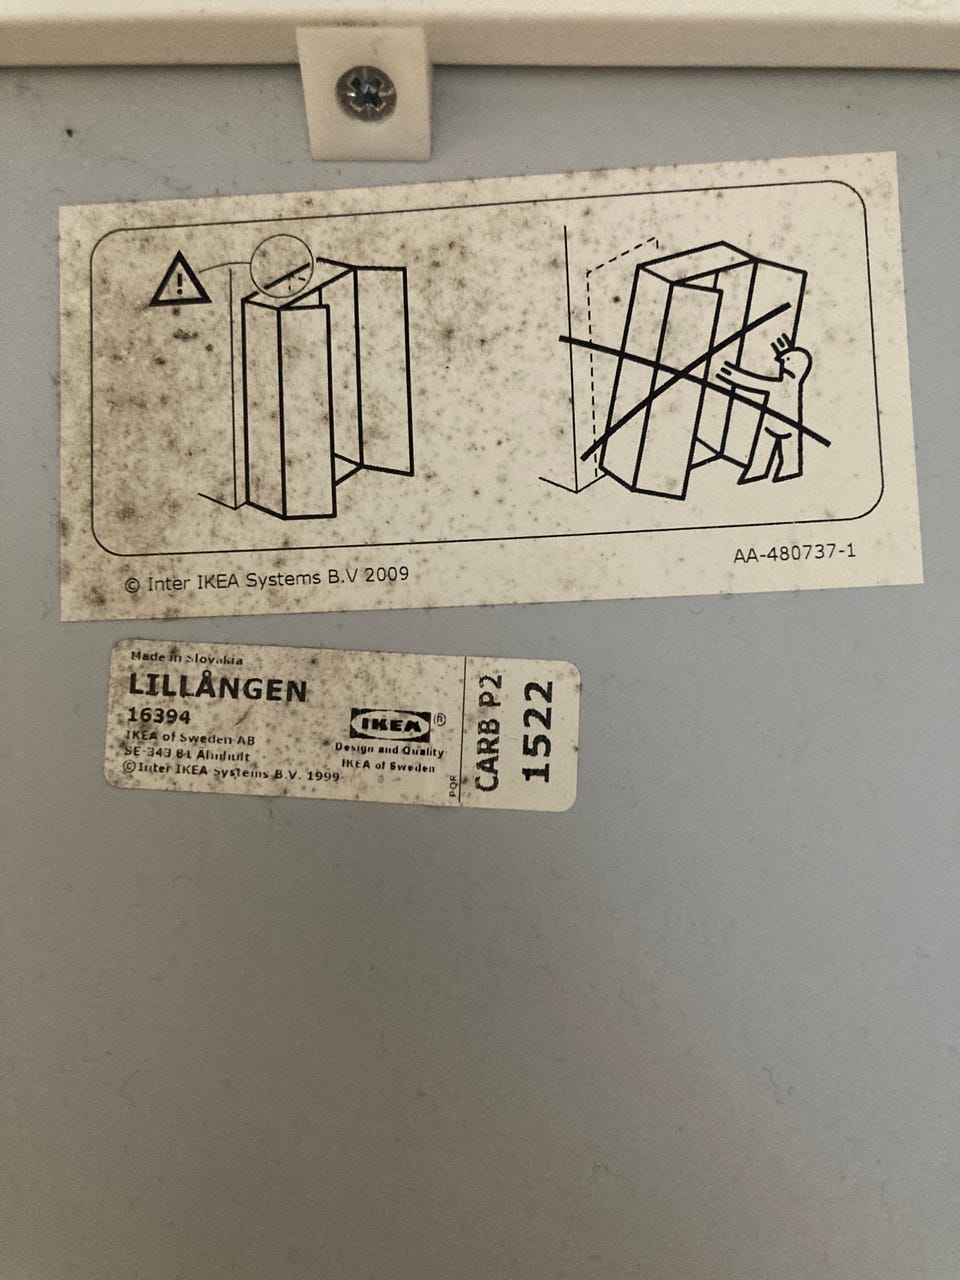 !
© Inter IKEA Systems B.V 2009
AA-480737-1
Made in Slovakia
LILLÅNGEN
16394
IKEA of Sweden AB
SE-343 81 Älmhult
©Inter IKEA Systems B.V. 1999
IKEA®
Design and Quality
IKEA of Sweden
PQR
CARB P2
1522